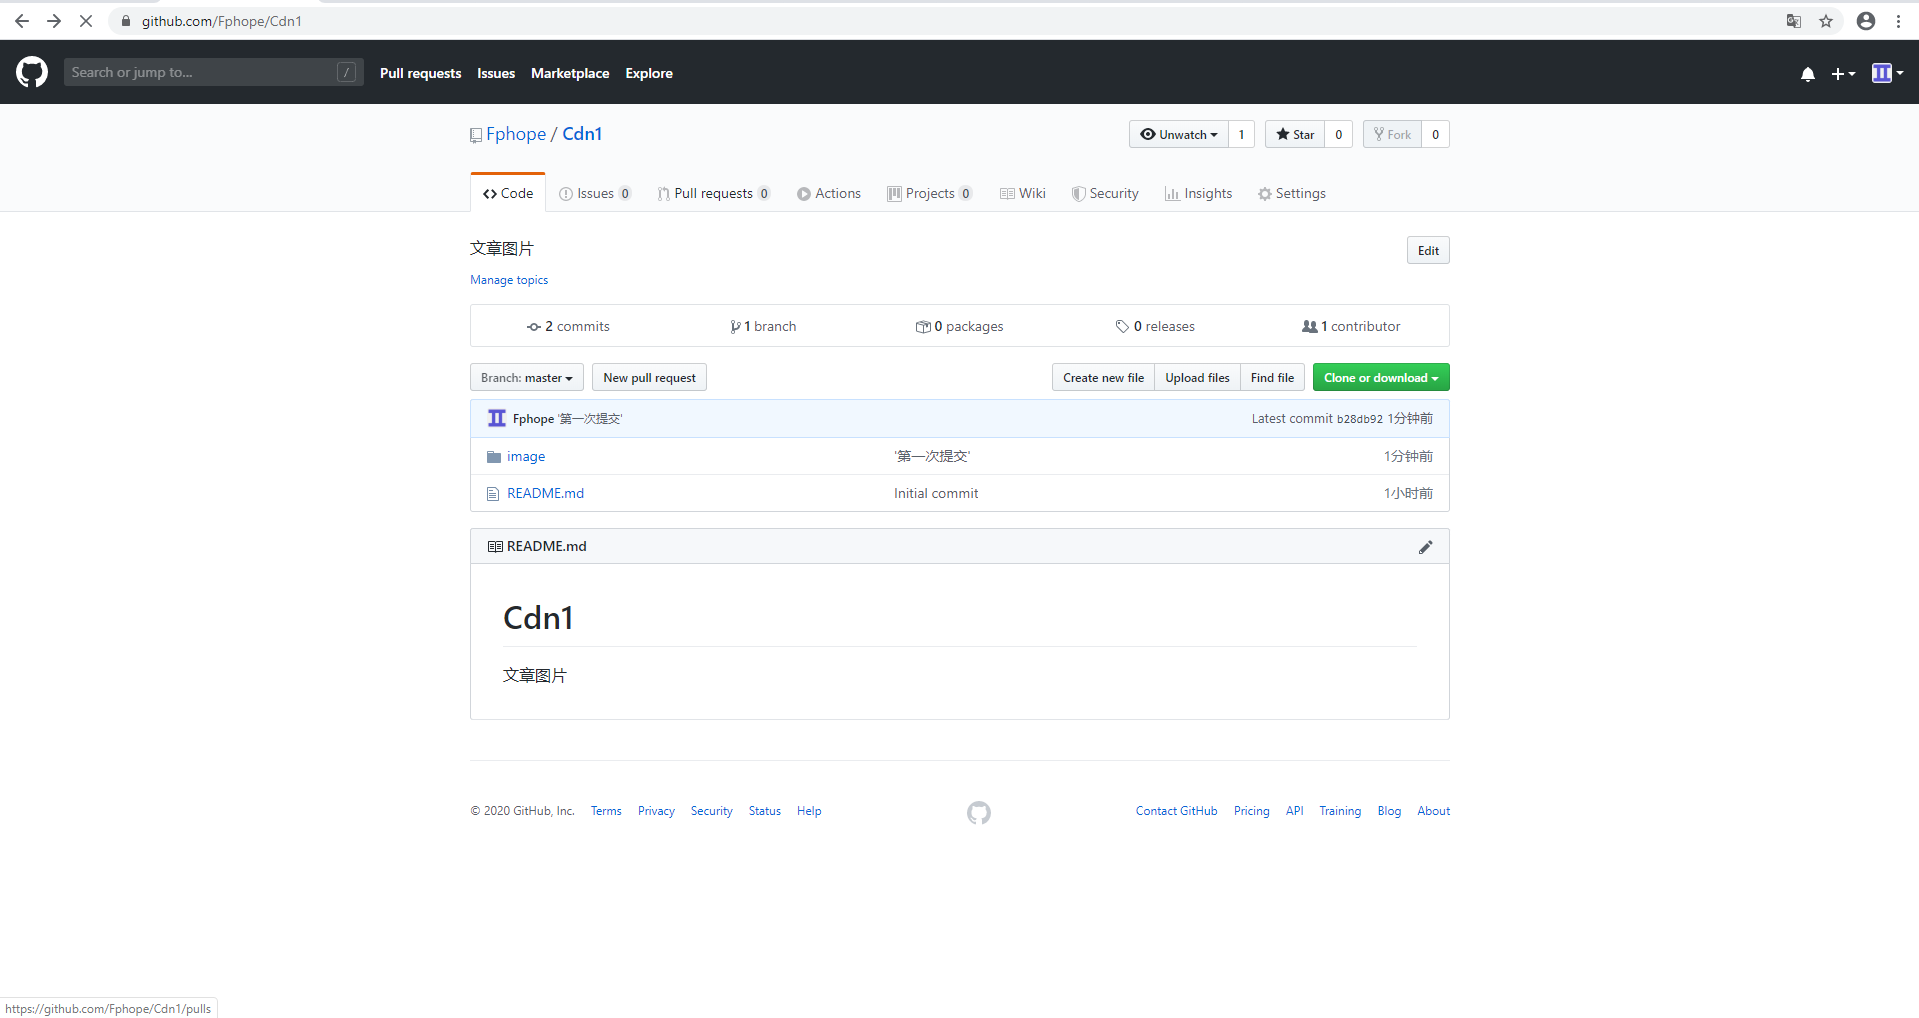 github.com/Fphope/Cdn1
Search or jump to... /
Pull requests Issues Marketplace Explore
Fphope / Cdn1
Unwatch 1 Star 0 Fork 0
Code Issues 0 Pull requests 0 Actions Projects 0 Wiki Security Insights Settings
文章图片
Edit
Manage topics
2 commits 1 branch 0 packages 0 releases 1 contributor
Branch: master New pull request Create new file Upload files Find file Clone or download
Fphope '第一次提交' Latest commit b28db92 1分钟前
image '第一次提交' 1分钟前
README.md Initial commit 1小时前
README.md
Cdn1
文章图片
© 2020 GitHub, Inc. Terms Privacy Security Status Help Contact GitHub Pricing API Training Blog About
https://github.com/Fphope/Cdn1/pulls